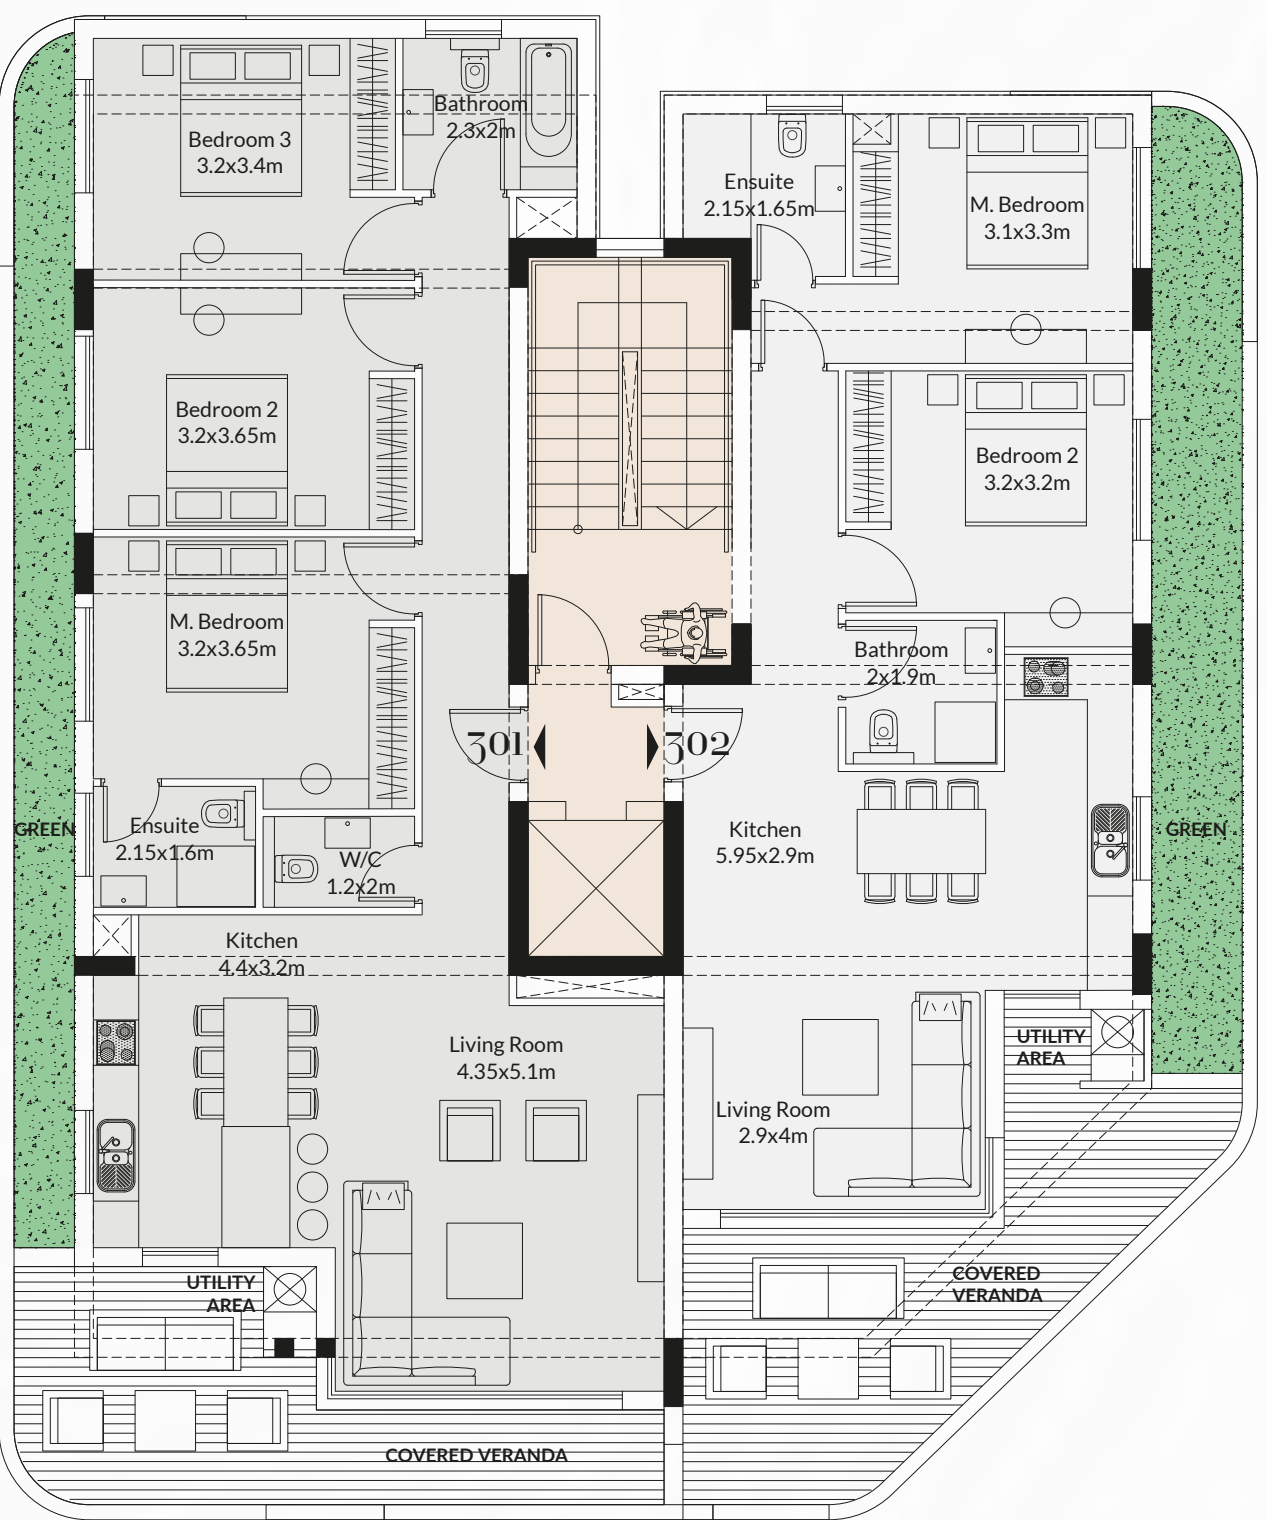 Bathroom
2.3x2m
Bedroom 3
3.2x3.4m
Ensuite
2.15x1.65m
M. Bedroom
3.1x3.3m
Bedroom 2
3.2x3.65m
Bedroom 2
3.2x3.2m
M. Bedroom
3.2x3.65m
Bathroom
2x1.9m
301
302
GREEN
Ensuite
2.15x1.6m
W/C
1.2x2m
Kitchen
5.95x2.9m
GREEN
Kitchen
4.4x3.2m
Living Room
4.35x5.1m
UTILITY
AREA
Living Room
2.9x4m
UTILITY
AREA
COVERED
VERANDA
COVERED VERANDA